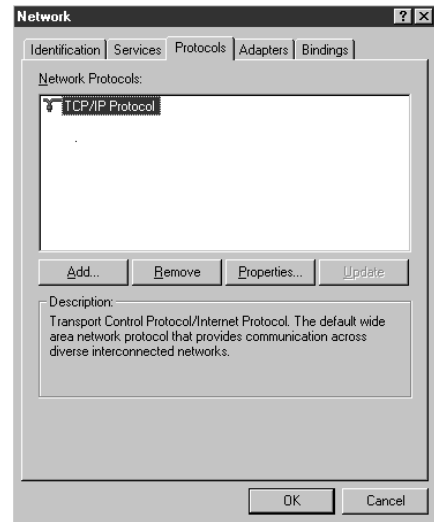 Network
Identification Services Protocols Adapters Bindings
Network Protocols:
TCP/IP Protocol
Add... Remove Properties... Update
Description:
Transport Control Protocol/Internet Protocol. The default wide
area network protocol that provides communication across
diverse interconnected networks.
OK Cancel